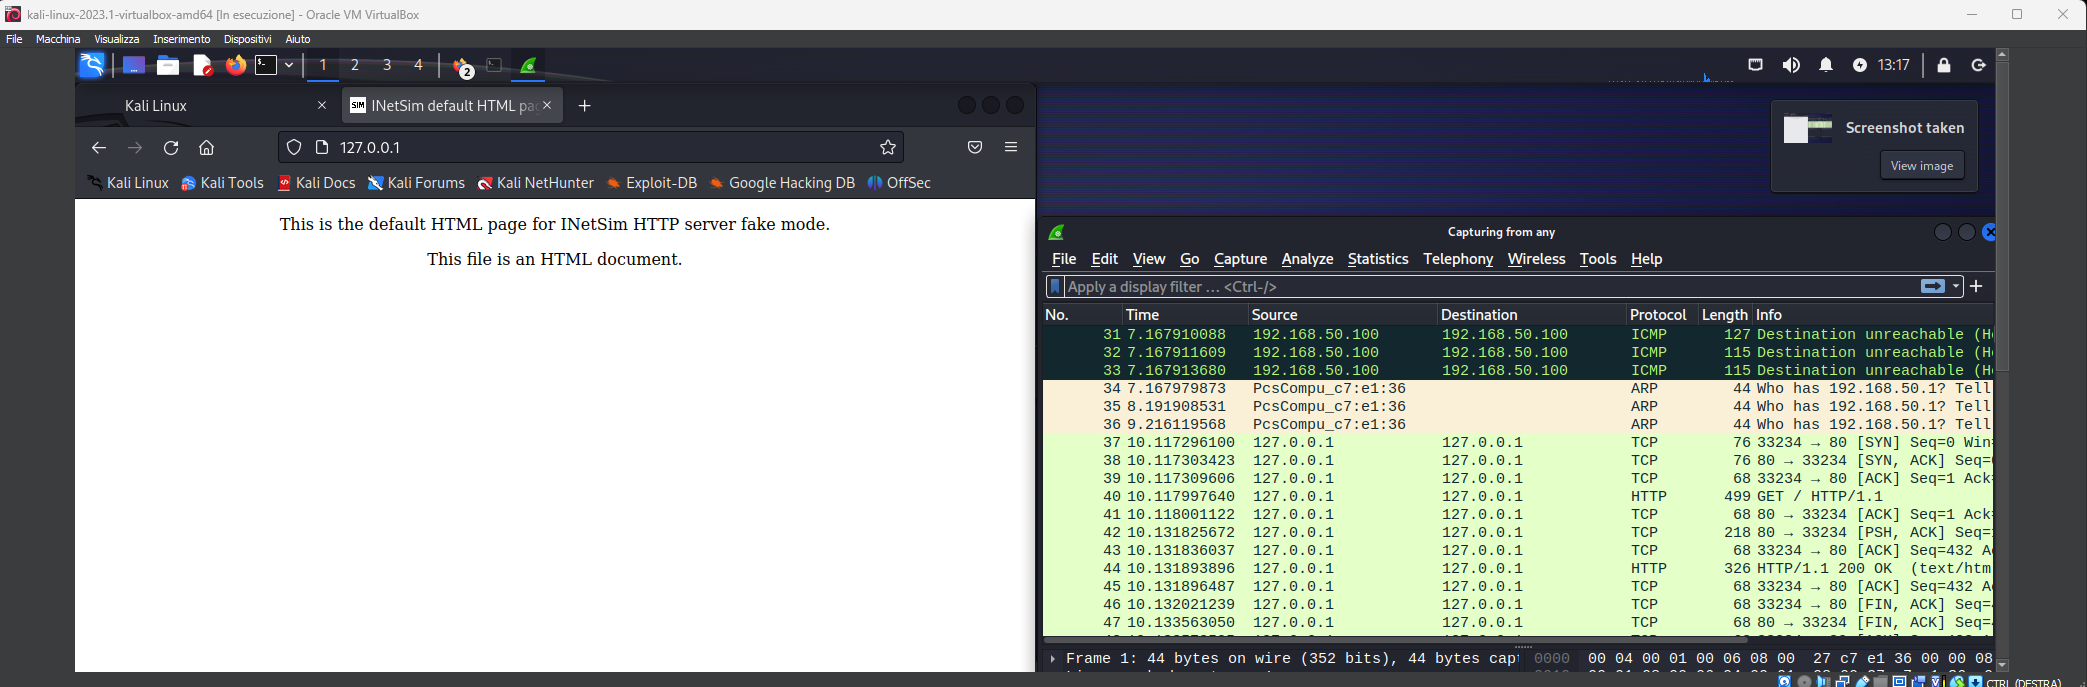 kali-linux-2023.1-virtualbox-amd64 [In esecuzione] - Oracle VM VirtualBox
File Macchina Visualizza Inserimento Dispositivi Aiuto
1 2 3 4 2 13:17
Kali Linux
SIM INetSim default HTML pag
127.0.0.1
Kali Linux Kali Tools Kali Docs Kali Forums Kali NetHunter Exploit-DB Google Hacking DB OffSec
This is the default HTML page for INetSim HTTP server fake mode.
This file is an HTML document.
Screenshot taken
View image
Capturing from any
File Edit View Go Capture Analyze Statistics Telephony Wireless Tools Help
Apply a display filter … <Ctrl-/>
No. Time Source Destination Protocol Length Info
31 7.167910088 192.168.50.100 192.168.50.100 ICMP 127 Destination unreachable (Ho
32 7.167911609 192.168.50.100 192.168.50.100 ICMP 115 Destination unreachable (Ho
33 7.167913680 192.168.50.100 192.168.50.100 ICMP 115 Destination unreachable (Ho
34 7.167979873 PcsCompu_c7:e1:36 ARP 44 Who has 192.168.50.1? Tell
35 8.191908531 PcsCompu_c7:e1:36 ARP 44 Who has 192.168.50.1? Tell
36 9.216119568 PcsCompu_c7:e1:36 ARP 44 Who has 192.168.50.1? Tell
37 10.117296100 127.0.0.1 127.0.0.1 TCP 76 33234 → 80 [SYN] Seq=0 Win=
38 10.117303423 127.0.0.1 127.0.0.1 TCP 76 80 → 33234 [SYN, ACK] Seq=0
39 10.117309606 127.0.0.1 127.0.0.1 TCP 68 33234 → 80 [ACK] Seq=1 Ack=
40 10.117997640 127.0.0.1 127.0.0.1 HTTP 499 GET / HTTP/1.1
41 10.118001122 127.0.0.1 127.0.0.1 TCP 68 80 → 33234 [ACK] Seq=1 Ack=
42 10.131825672 127.0.0.1 127.0.0.1 TCP 218 80 → 33234 [PSH, ACK] Seq=1
43 10.131836037 127.0.0.1 127.0.0.1 TCP 68 33234 → 80 [ACK] Seq=432 A
44 10.131893896 127.0.0.1 127.0.0.1 HTTP 326 HTTP/1.1 200 OK (text/htm
45 10.131896487 127.0.0.1 127.0.0.1 TCP 68 33234 → 80 [ACK] Seq=432 A
46 10.132021239 127.0.0.1 127.0.0.1 TCP 68 33234 → 80 [FIN, ACK] Seq=4
47 10.133563050 127.0.0.1 127.0.0.1 TCP 68 80 → 33234 [FIN, ACK] Seq=
Frame 1: 44 bytes on wire (352 bits), 44 bytes capt 0000 00 04 00 01 00 06 08 00 27 c7 e1 36 00 00 08
CTRL (DESTRA)